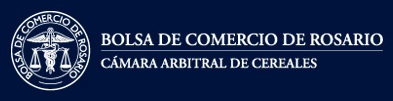 BOLSA DE COMERCIO DE ROSARIO
BOLSA DE COMERCIO DE ROSARIO
CÁMARA ARBITRAL DE CEREALES